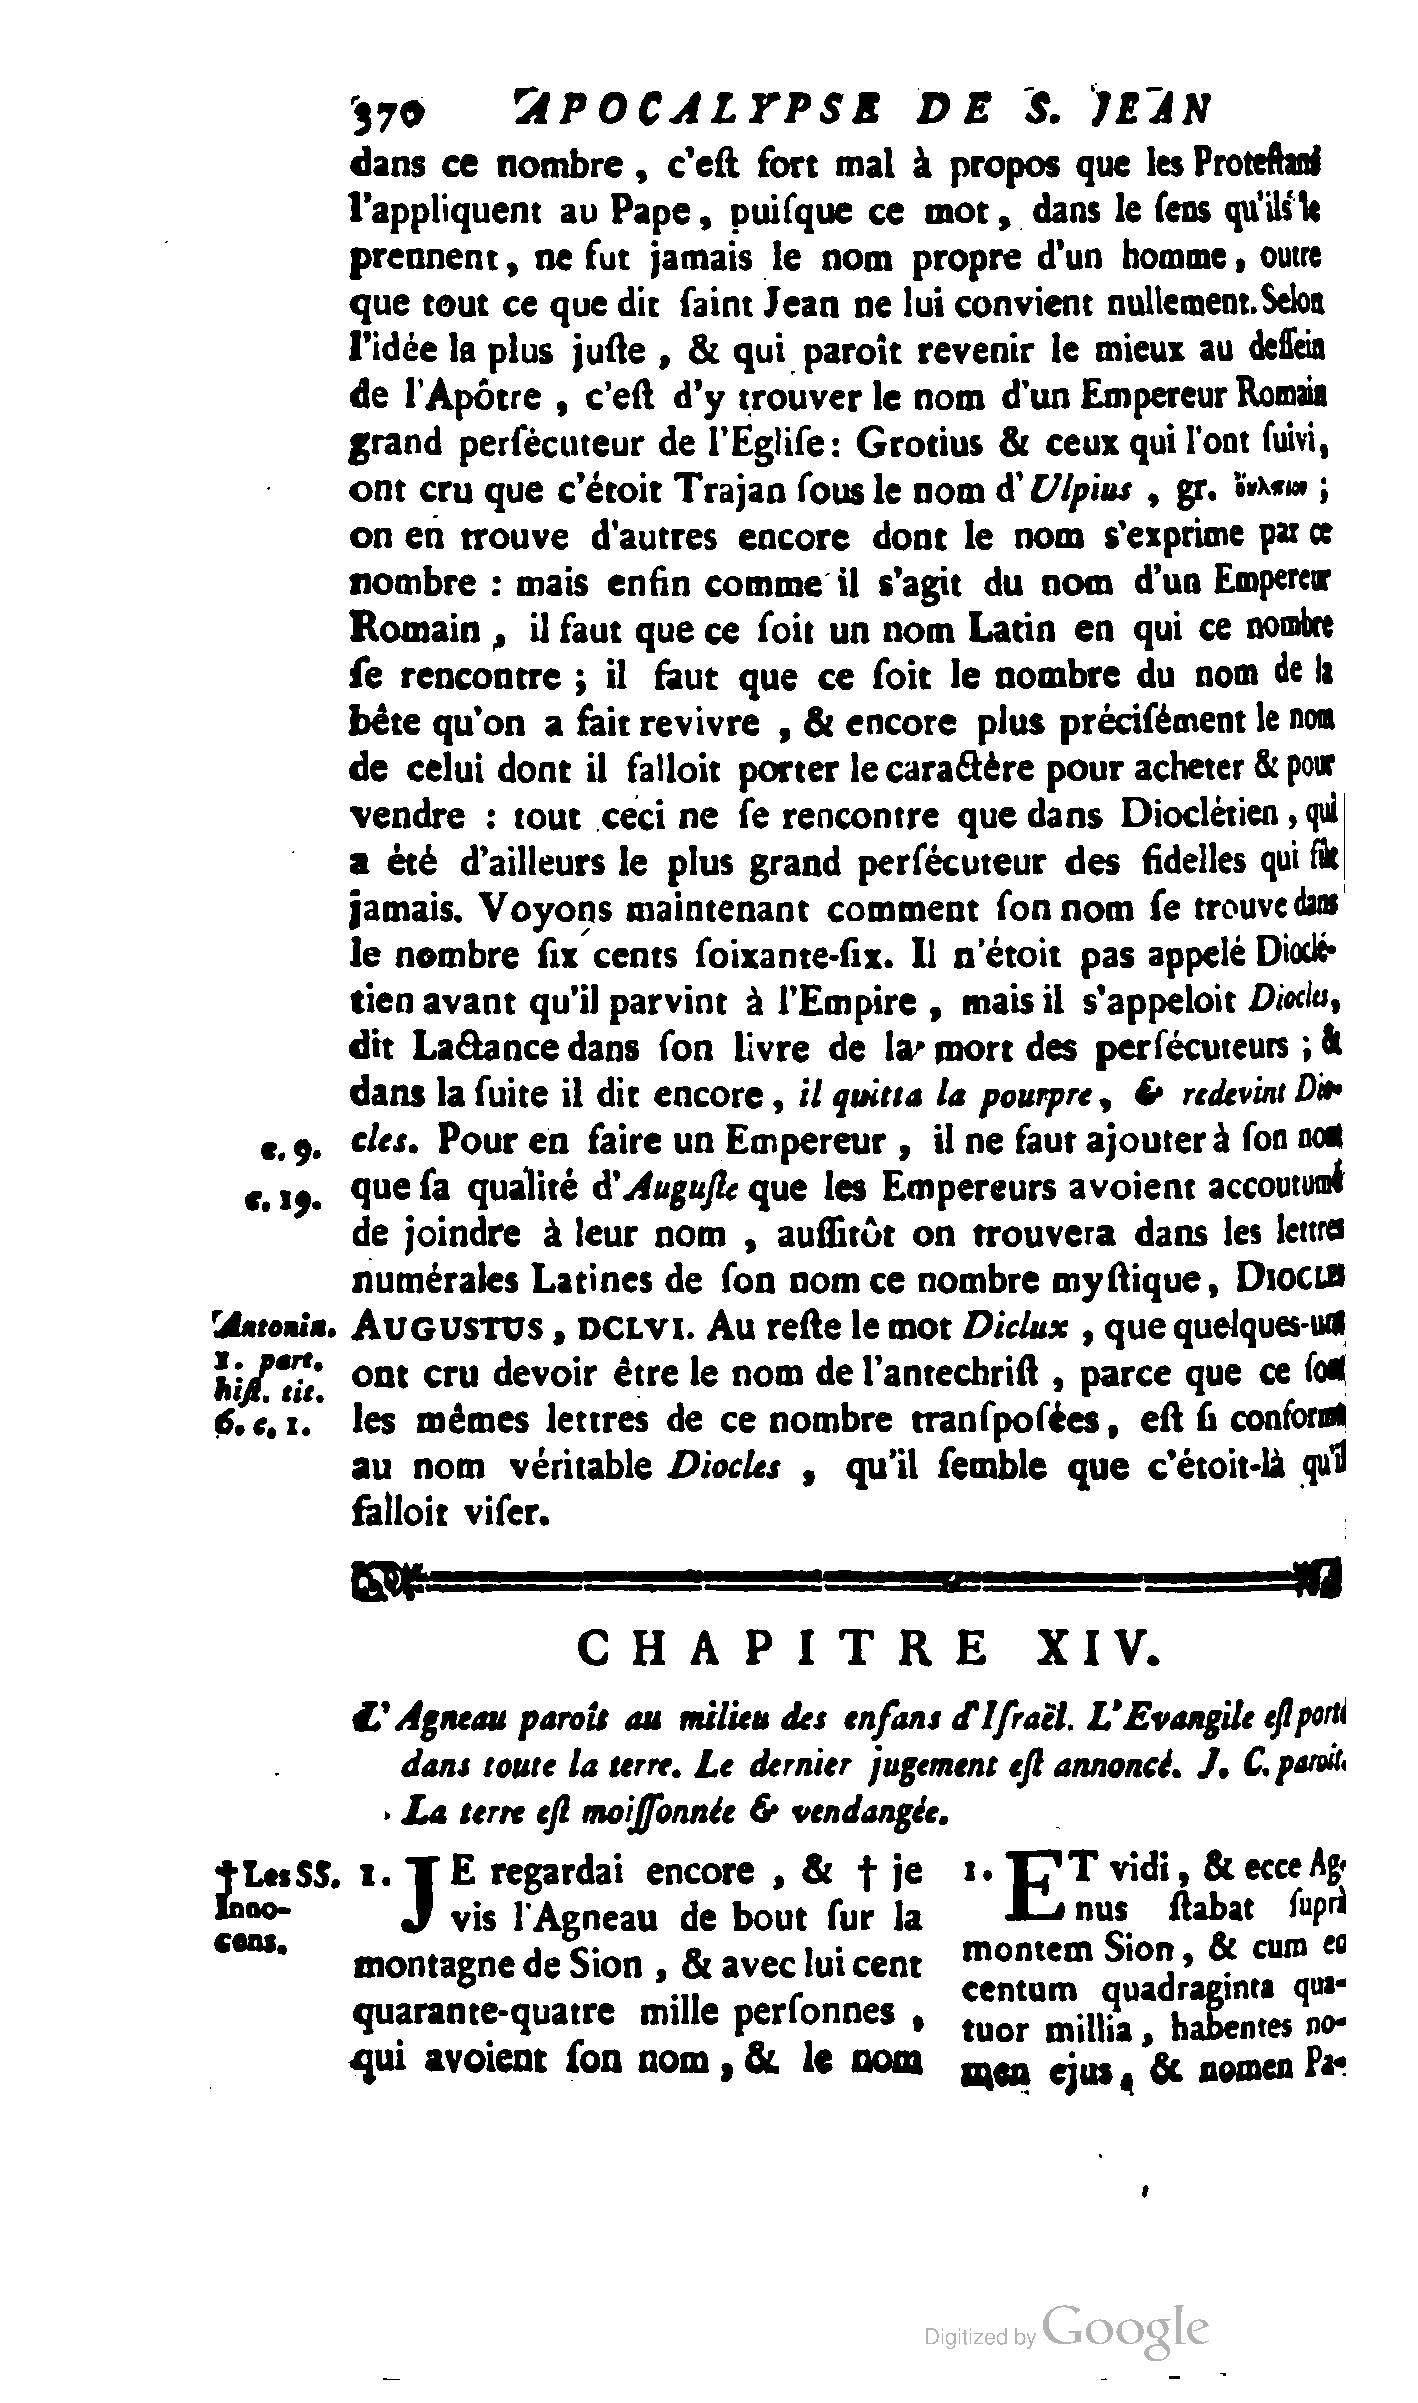 370 APOCALYPSE DE S. JEAN
dans ce nombre, c'eſt fort mal à propos que les Proteſtans
l'appliquent au Pape, puiſque ce mot, dans le ſens qu'ils le
prennent, ne fut jamais le nom propre d'un homme, outre
que tout ce que dit ſaint Jean ne lui convient nullement. Selon
l'idée la plus juſte, & qui paroît revenir le mieux au deſſein
de l'Apôtre, c'eſt d'y trouver le nom d'un Empereur Romain
grand perſécuteur de l'Egliſe: Grotius & ceux qui l'ont ſuivi,
ont cru que c'étoit Trajan ſous le nom d'Ulpius, gr. ;
on en trouve d'autres encore dont le nom s'exprime par ce
nombre : mais enfin comme il s'agit du nom d'un Empereur
Romain, il faut que ce ſoit un nom Latin en qui ce nombre
ſe rencontre ; il faut que ce ſoit le nombre du nom de la
bête qu'on a fait revivre, & encore plus préciſément le nom
de celui dont il falloit porter le caractère pour acheter & pour
vendre : tout ceci ne ſe rencontre que dans Dioclétien, qui
a été d'ailleurs le plus grand perſécuteur des fidelles qui fût
jamais. Voyons maintenant comment ſon nom ſe trouve dans
le nombre ſix cents ſoixante-ſix. Il n'étoit pas appelé Dioclé-
tien avant qu'il parvint à l'Empire, mais il s'appeloit Diocles,
dit Lactance dans ſon livre de la mort des perſécuteurs ; &
dans la ſuite il dit encore, il quitta la pourpre, & redevint Dio-
c. 9. cles. Pour en faire un Empereur, il ne faut ajouter à ſon nom
c. 19. que ſa qualité d'Auguſte que les Empereurs avoient accoutumé
de joindre à leur nom, auſſitôt on trouvera dans les lettres
numérales Latines de ſon nom ce nombre myſtique, DIOCLES
Antonin. AUGUSTUS, DCLVI. Au reſte le mot Diclux, que quelques-uns
1. part. ont cru devoir être le nom de l'antechriſt, parce que ce ſont
hiſt. tit.
6. c. 1. les mêmes lettres de ce nombre tranſpoſées, eſt ſi conforme
au nom véritable Diocles, qu'il ſemble que c'étoit-là qu'il
falloit viſer.
CHAPITRE XIV.
L'Agneau paroît au milieu des enfans d'Iſraël. L'Evangile eſt porté
dans toute la terre. Le dernier jugement eſt annoncé. J. C. paroît.
La terre eſt moiſſonnée & vendangée.
† Les SS.
Inno-
cens.
1. JE regardai encore, & † je
vis l'Agneau de bout ſur la
montagne de Sion, & avec lui cent
quarante-quatre mille perſonnes,
qui avoient ſon nom, & le nom
1. ET vidi, & ecce Ag-
nus ſtabat ſuprà
montem Sion, & cum eo
centum quadraginta qua-
tuor millia, habentes no-
men ejus, & nomen Pa-
Digitized by Google